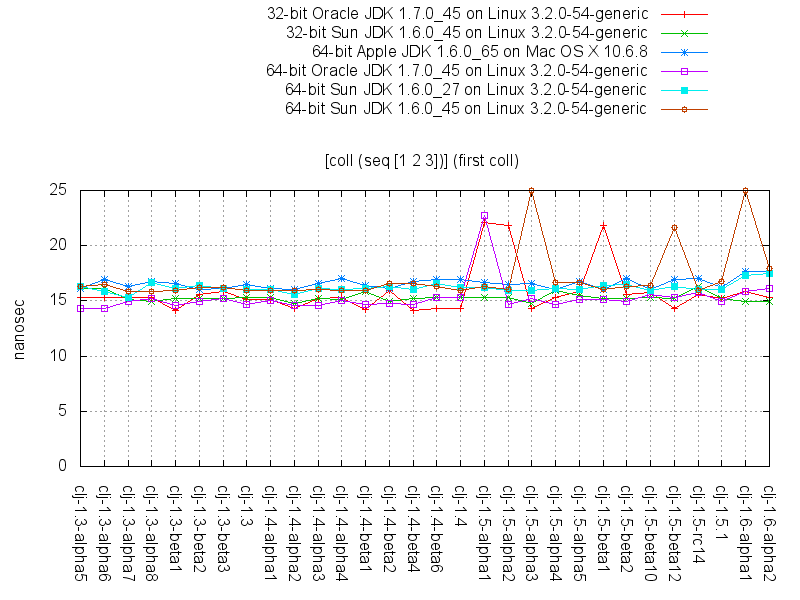 32-bit Oracle JDK 1.7.0_45 on Linux 3.2.0-54-generic
32-bit Sun JDK 1.6.0_45 on Linux 3.2.0-54-generic
64-bit Apple JDK 1.6.0_65 on Mac OS X 10.6.8
64-bit Oracle JDK 1.7.0_45 on Linux 3.2.0-54-generic
64-bit Sun JDK 1.6.0_27 on Linux 3.2.0-54-generic
64-bit Sun JDK 1.6.0_45 on Linux 3.2.0-54-generic
[coll (seq [1 2 3])] (first coll)
25
20
15
10
5
0
nanosec
clj-1.3-alpha5
clj-1.3-alpha6
clj-1.3-alpha7
clj-1.3-alpha8
clj-1.3-beta1
clj-1.3-beta2
clj-1.3-beta3
clj-1.3
clj-1.4-alpha1
clj-1.4-alpha2
clj-1.4-alpha3
clj-1.4-alpha4
clj-1.4-beta1
clj-1.4-beta2
clj-1.4-beta4
clj-1.4-beta6
clj-1.4
clj-1.5-alpha1
clj-1.5-alpha2
clj-1.5-alpha3
clj-1.5-alpha4
clj-1.5-alpha5
clj-1.5-beta1
clj-1.5-beta2
clj-1.5-beta10
clj-1.5-beta12
clj-1.5-rc14
clj-1.5.1
clj-1.6-alpha1
clj-1.6-alpha2